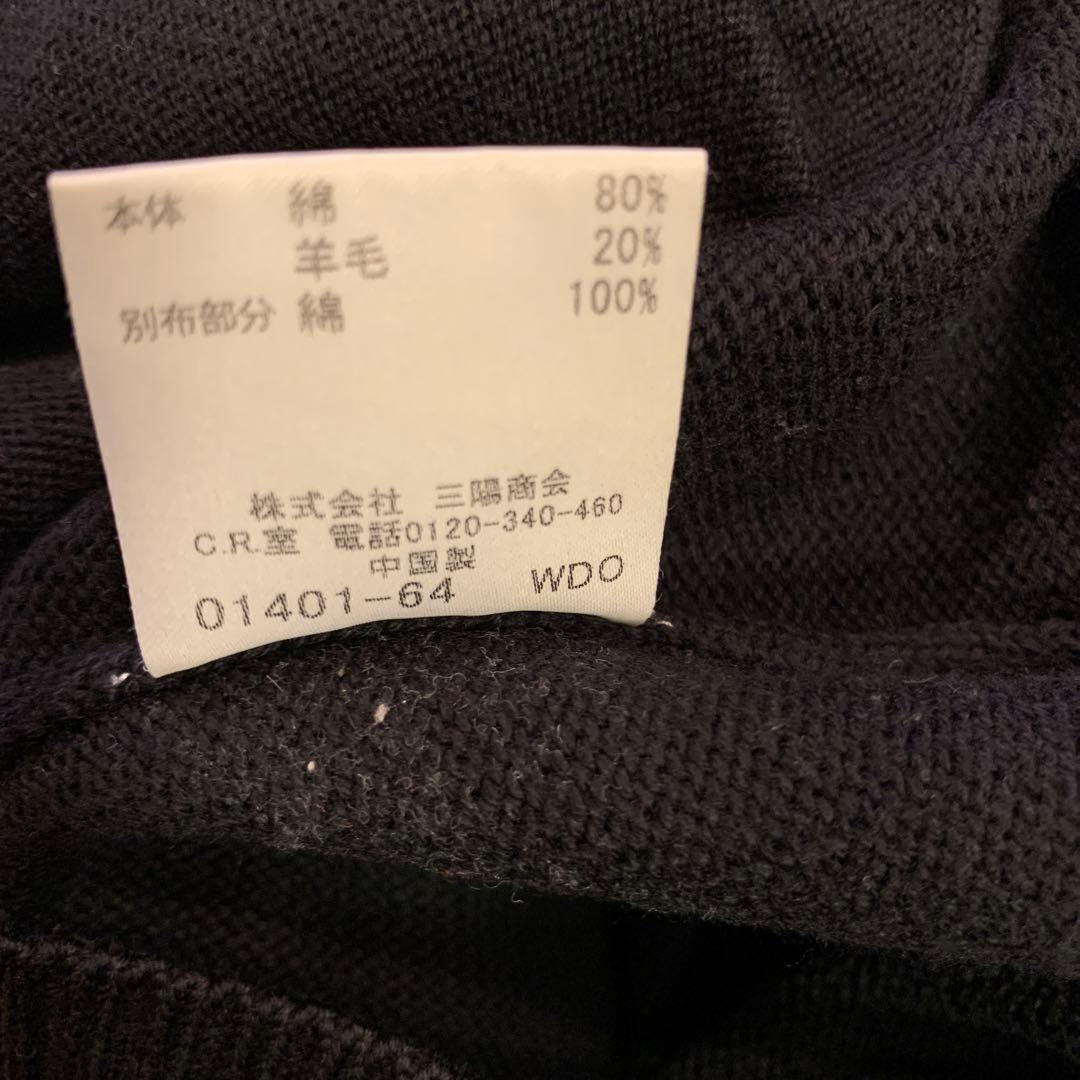 本体 綿 80%
羊毛 20%
別布部分 綿 100%
株式会社 三陽商会
C.R.室 電話0120-340-460
中国製
01401-64 WDO